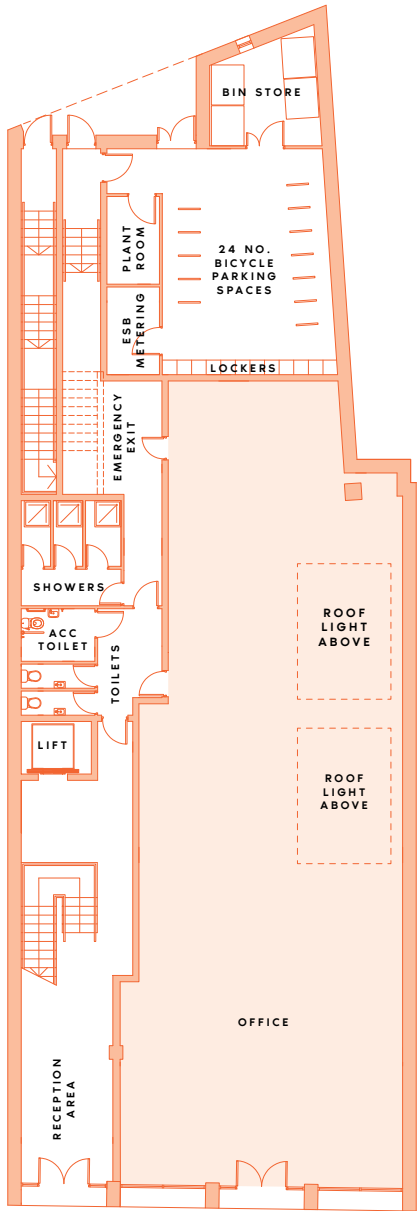 BIN STORE
PLANT
ROOM
24 NO.
BICYCLE
PARKING
SPACES
ESB
METERING
LOCKERS
EMERGENCY
EXIT
SHOWERS
ACC
TOILET
TOILETS
ROOF
LIGHT
ABOVE
LIFT
ROOF
LIGHT
ABOVE
OFFICE
RECEPTION
AREA